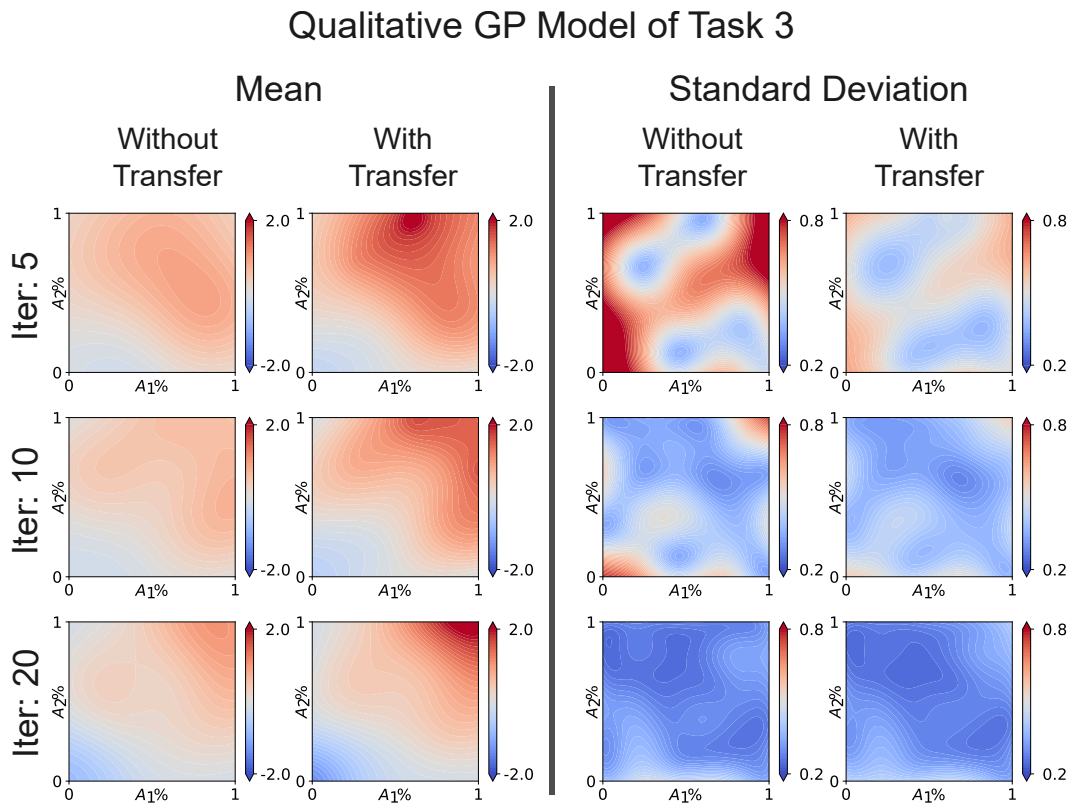 Qualitative GP Model of Task 3
Mean
Standard Deviation
Without Transfer
With Transfer
Without Transfer
With Transfer
Iter: 5
1
A2%
0
0
A1%
1
2.0
-2.0
1
A2%
0
0
A1%
1
2.0
-2.0
1
A2%
0
0
A1%
1
0.8
0.2
1
A2%
0
0
A1%
1
0.8
0.2
Iter: 10
1
A2%
0
0
A1%
1
2.0
-2.0
1
A2%
0
0
A1%
1
2.0
-2.0
1
A2%
0
0
A1%
1
0.8
0.2
1
A2%
0
0
A1%
1
0.8
0.2
Iter: 20
1
A2%
0
0
A1%
1
2.0
-2.0
1
A2%
0
0
A1%
1
2.0
-2.0
1
A2%
0
0
A1%
1
0.8
0.2
1
A2%
0
0
A1%
1
0.8
0.2